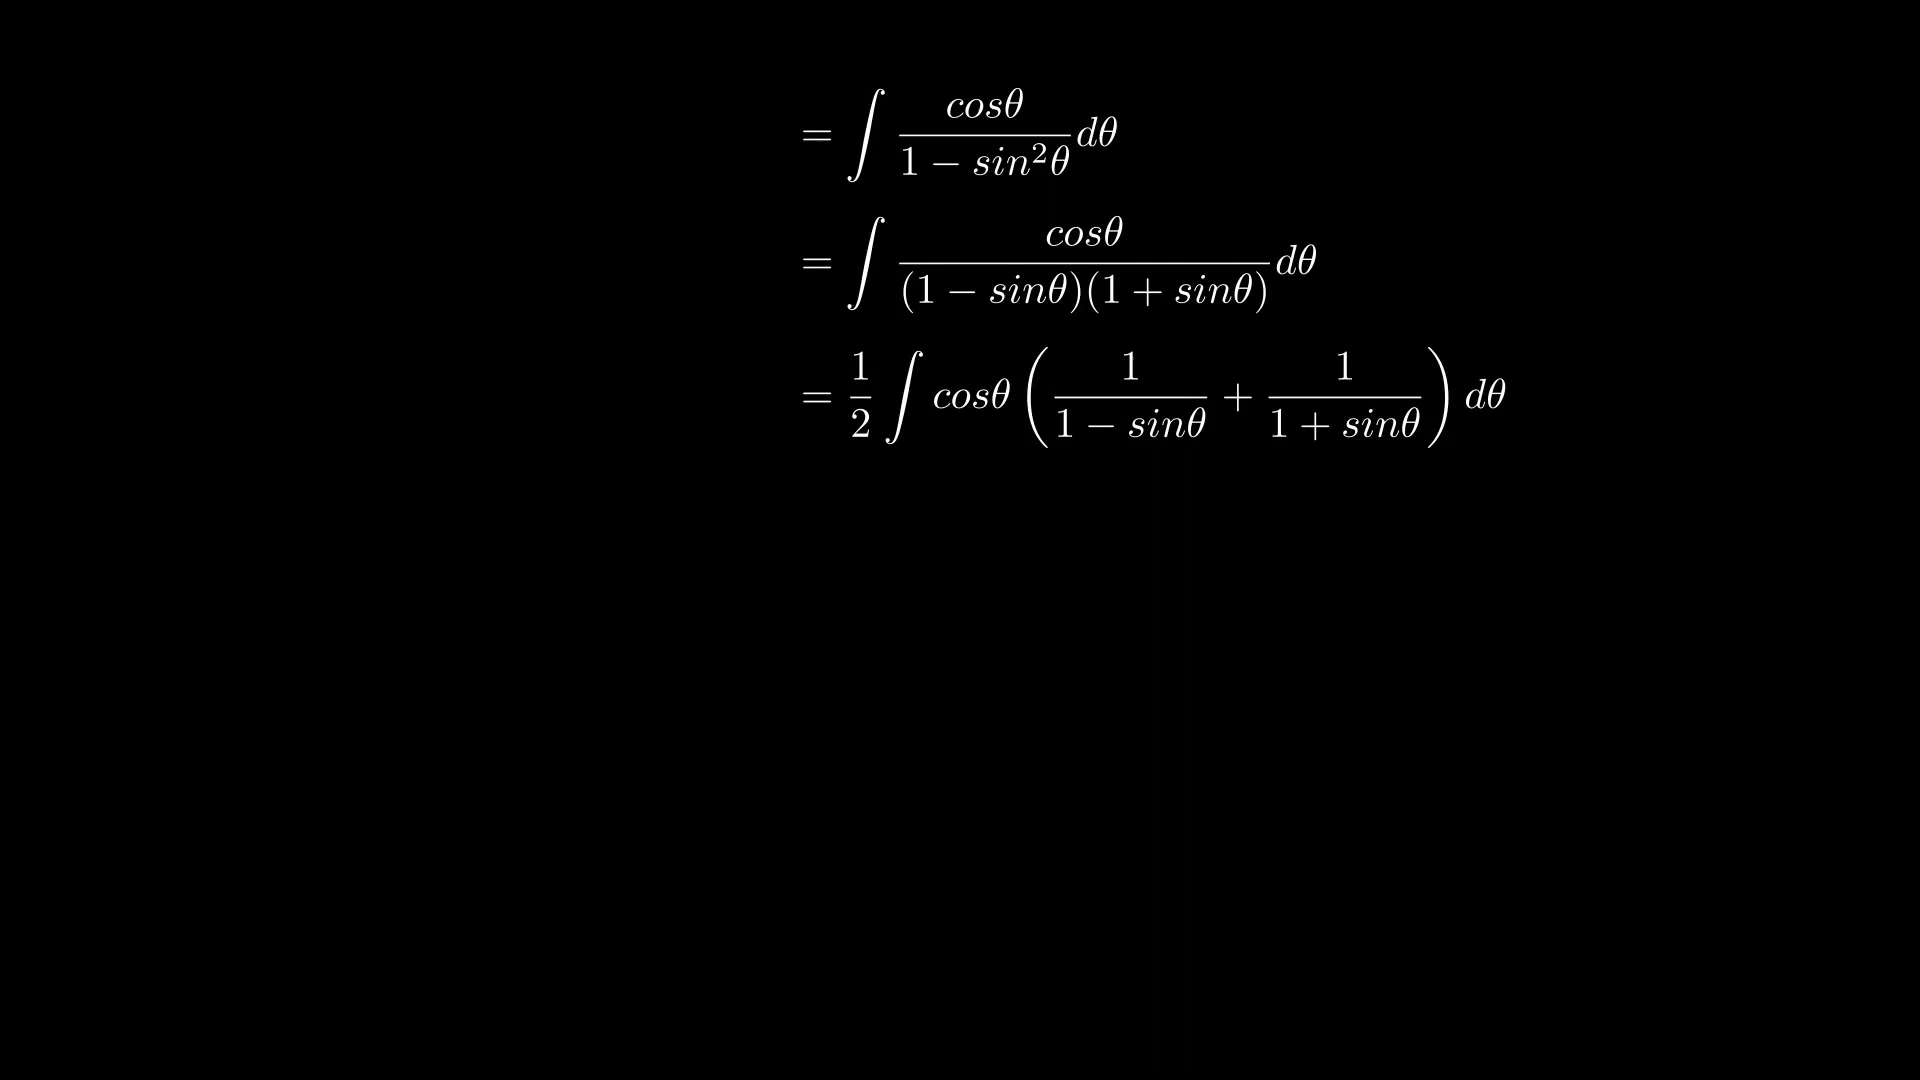 = ∫ cosθ / (1 − sin²θ) dθ
= ∫ cosθ / ((1 − sinθ)(1 + sinθ)) dθ
= 1/2 ∫ cosθ (1 / (1 − sinθ) + 1 / (1 + sinθ)) dθ